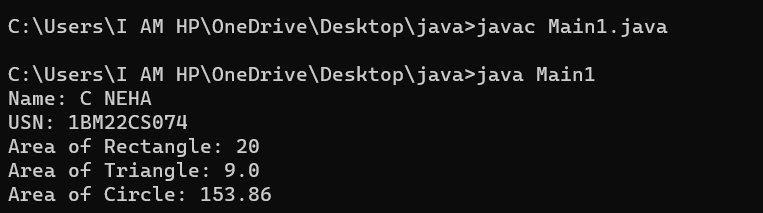 C:\Users\I AM HP\OneDrive\Desktop\java>javac Main1.java
C:\Users\I AM HP\OneDrive\Desktop\java>java Main1
Name: C NEHA
USN: 1BM22CS074
Area of Rectangle: 20
Area of Triangle: 9.0
Area of Circle: 153.86